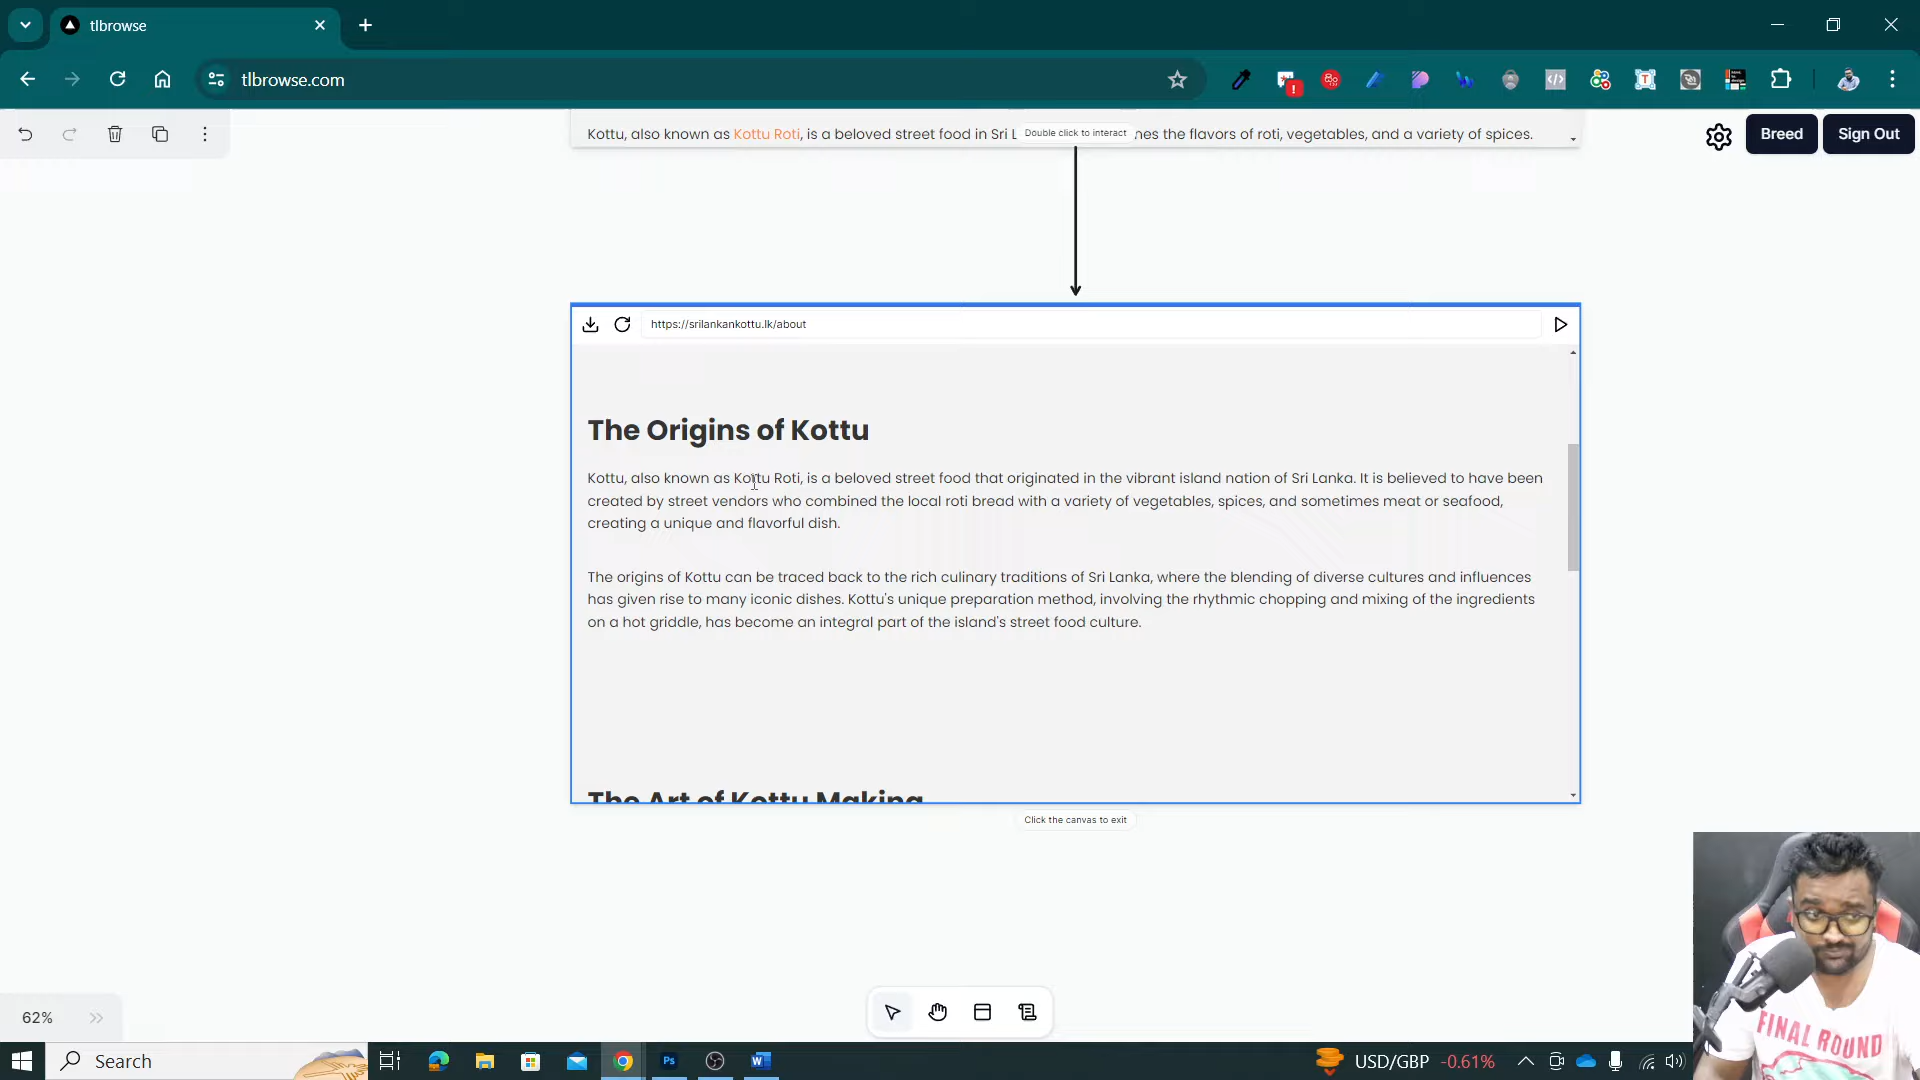 tlbrowse
tlbrowse.com
Kottu, also known as Kottu Roti, is a beloved street food in Sri L
Double click to interact
nes the flavors of roti, vegetables, and a variety of spices.
Breed
Sign Out
https://srilankankottu.lk/about
The Origins of Kottu
Kottu, also known as Kottu Roti, is a beloved street food that originated in the vibrant island nation of Sri Lanka. It is believed to have been
created by street vendors who combined the local roti bread with a variety of vegetables, spices, and sometimes meat or seafood,
creating a unique and flavorful dish.
The origins of Kottu can be traced back to the rich culinary traditions of Sri Lanka, where the blending of diverse cultures and influences
has given rise to many iconic dishes. Kottu's unique preparation method, involving the rhythmic chopping and mixing of the ingredients
on a hot griddle, has become an integral part of the island's street food culture.
The Art of Kottu Making
Click the canvas to exit
62%
FINAL ROUND
Search
Ps
W
USD/GBP -0.61%